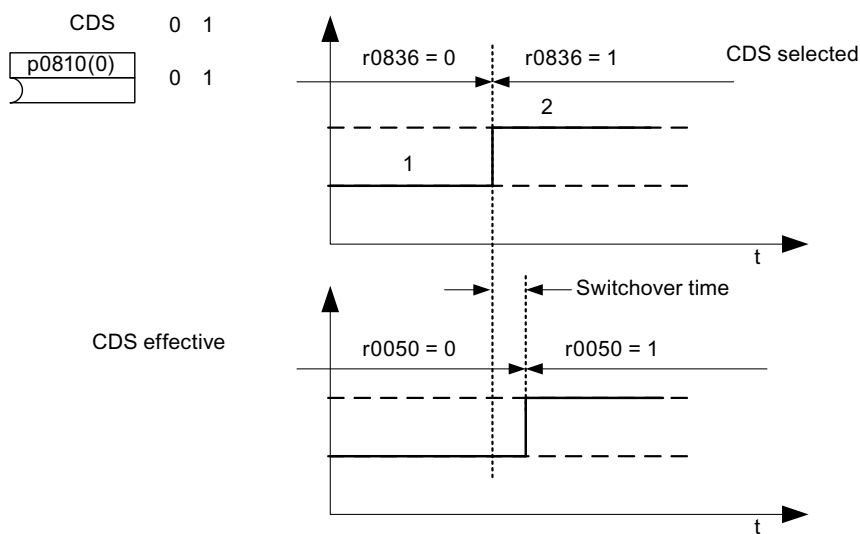 CDS 0 1
p0810(0) 0 1
r0836 = 0 r0836 = 1 CDS selected
2
1
t
Switchover time
CDS effective
r0050 = 0 r0050 = 1
t